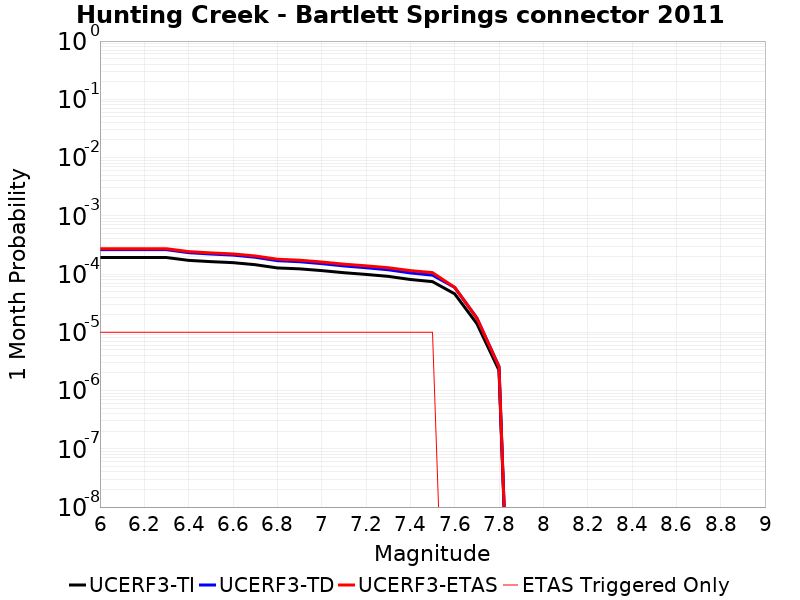 Hunting Creek - Bartlett Springs connector 2011
1 Month Probability
10^0
10^-1
10^-2
10^-3
10^-4
10^-5
10^-6
10^-7
10^-8
6 6.2 6.4 6.6 6.8 7 7.2 7.4 7.6 7.8 8 8.2 8.4 8.6 8.8 9
Magnitude
UCERF3-TI UCERF3-TD UCERF3-ETAS ETAS Triggered Only